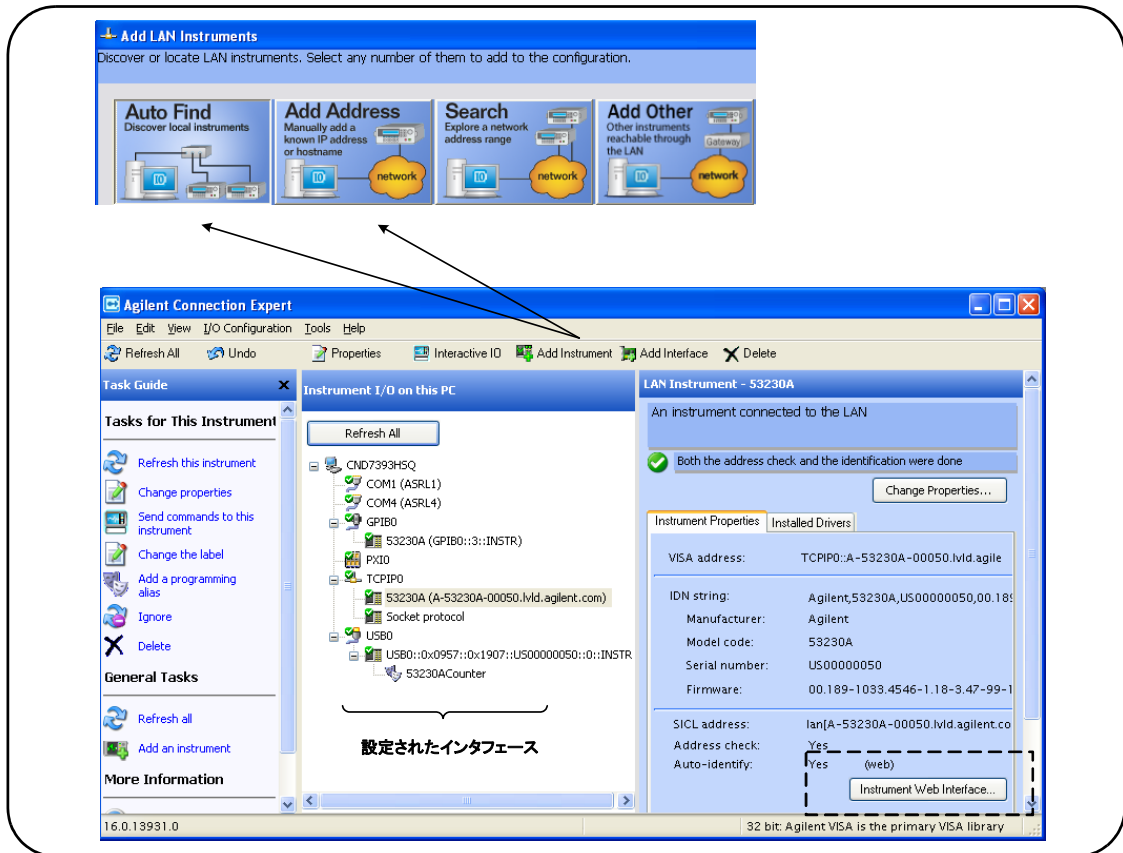 Add LAN Instruments
Discover or locate LAN instruments. Select any number of them to add to the configuration.
Auto Find
Discover local instruments
IO
Add Address
Manually add a
known IP address
or hostname
IO
network
Search
Explore a network
address range
IO
network
Add Other
Other instruments
reachable through
the LAN
Gateway
IO
network
Agilent Connection Expert
File Edit View I/O Configuration Tools Help
Refresh All Undo Properties Interactive IO Add Instrument Add Interface Delete
Task Guide
Tasks for This Instrument
Refresh this instrument
Change properties
Send commands to this
instrument
Change the label
Add a programming
alias
Ignore
Delete
General Tasks
Refresh all
Add an instrument
More Information
Instrument I/O on this PC
Refresh All
CND7393HSQ
COM1 (ASRL1)
COM4 (ASRL4)
GPIB0
53230A (GPIB0::3::INSTR)
PXI0
TCPIP0
53230A (A-53230A-00050.lvld.agilent.com)
Socket protocol
USB0
USB0::0x0957::0x1907::US00000050::0::INSTR
53230ACounter
設定されたインタフェース
LAN Instrument - 53230A
An instrument connected to the LAN
Both the address check and the identification were done
Change Properties...
Instrument Properties Installed Drivers
VISA address: TCPIP0::A-53230A-00050.lvld.agile
IDN string: Agilent,53230A,US00000050,00.189
Manufacturer: Agilent
Model code: 53230A
Serial number: US00000050
Firmware: 00.189-1033.4546-1.18-3.47-99-1
SICL address: lan[A-53230A-00050.lvld.agilent.co
Address check: Yes
Auto-identify: Yes (web)
Instrument Web Interface...
16.0.13931.0
32 bit: Agilent VISA is the primary VISA library